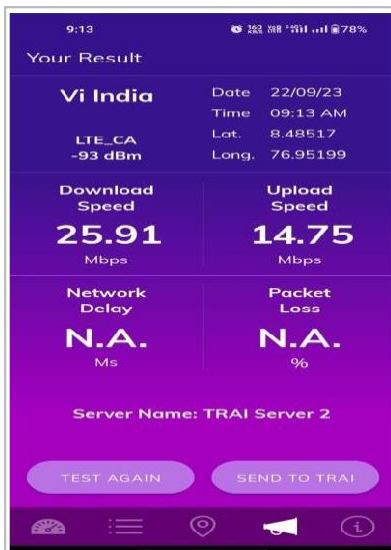 9:13
78%
Your Result
Vi India
Date 22/09/23
Time 09:13 AM
LTE_CA
Lat. 8.48517
-93 dBm
Long. 76.95199
Download Speed
25.91
Mbps
Upload Speed
14.75
Mbps
Network Delay
N.A.
Ms
Packet Loss
N.A.
%
Server Name: TRAI Server 2
TEST AGAIN
SEND TO TRAI